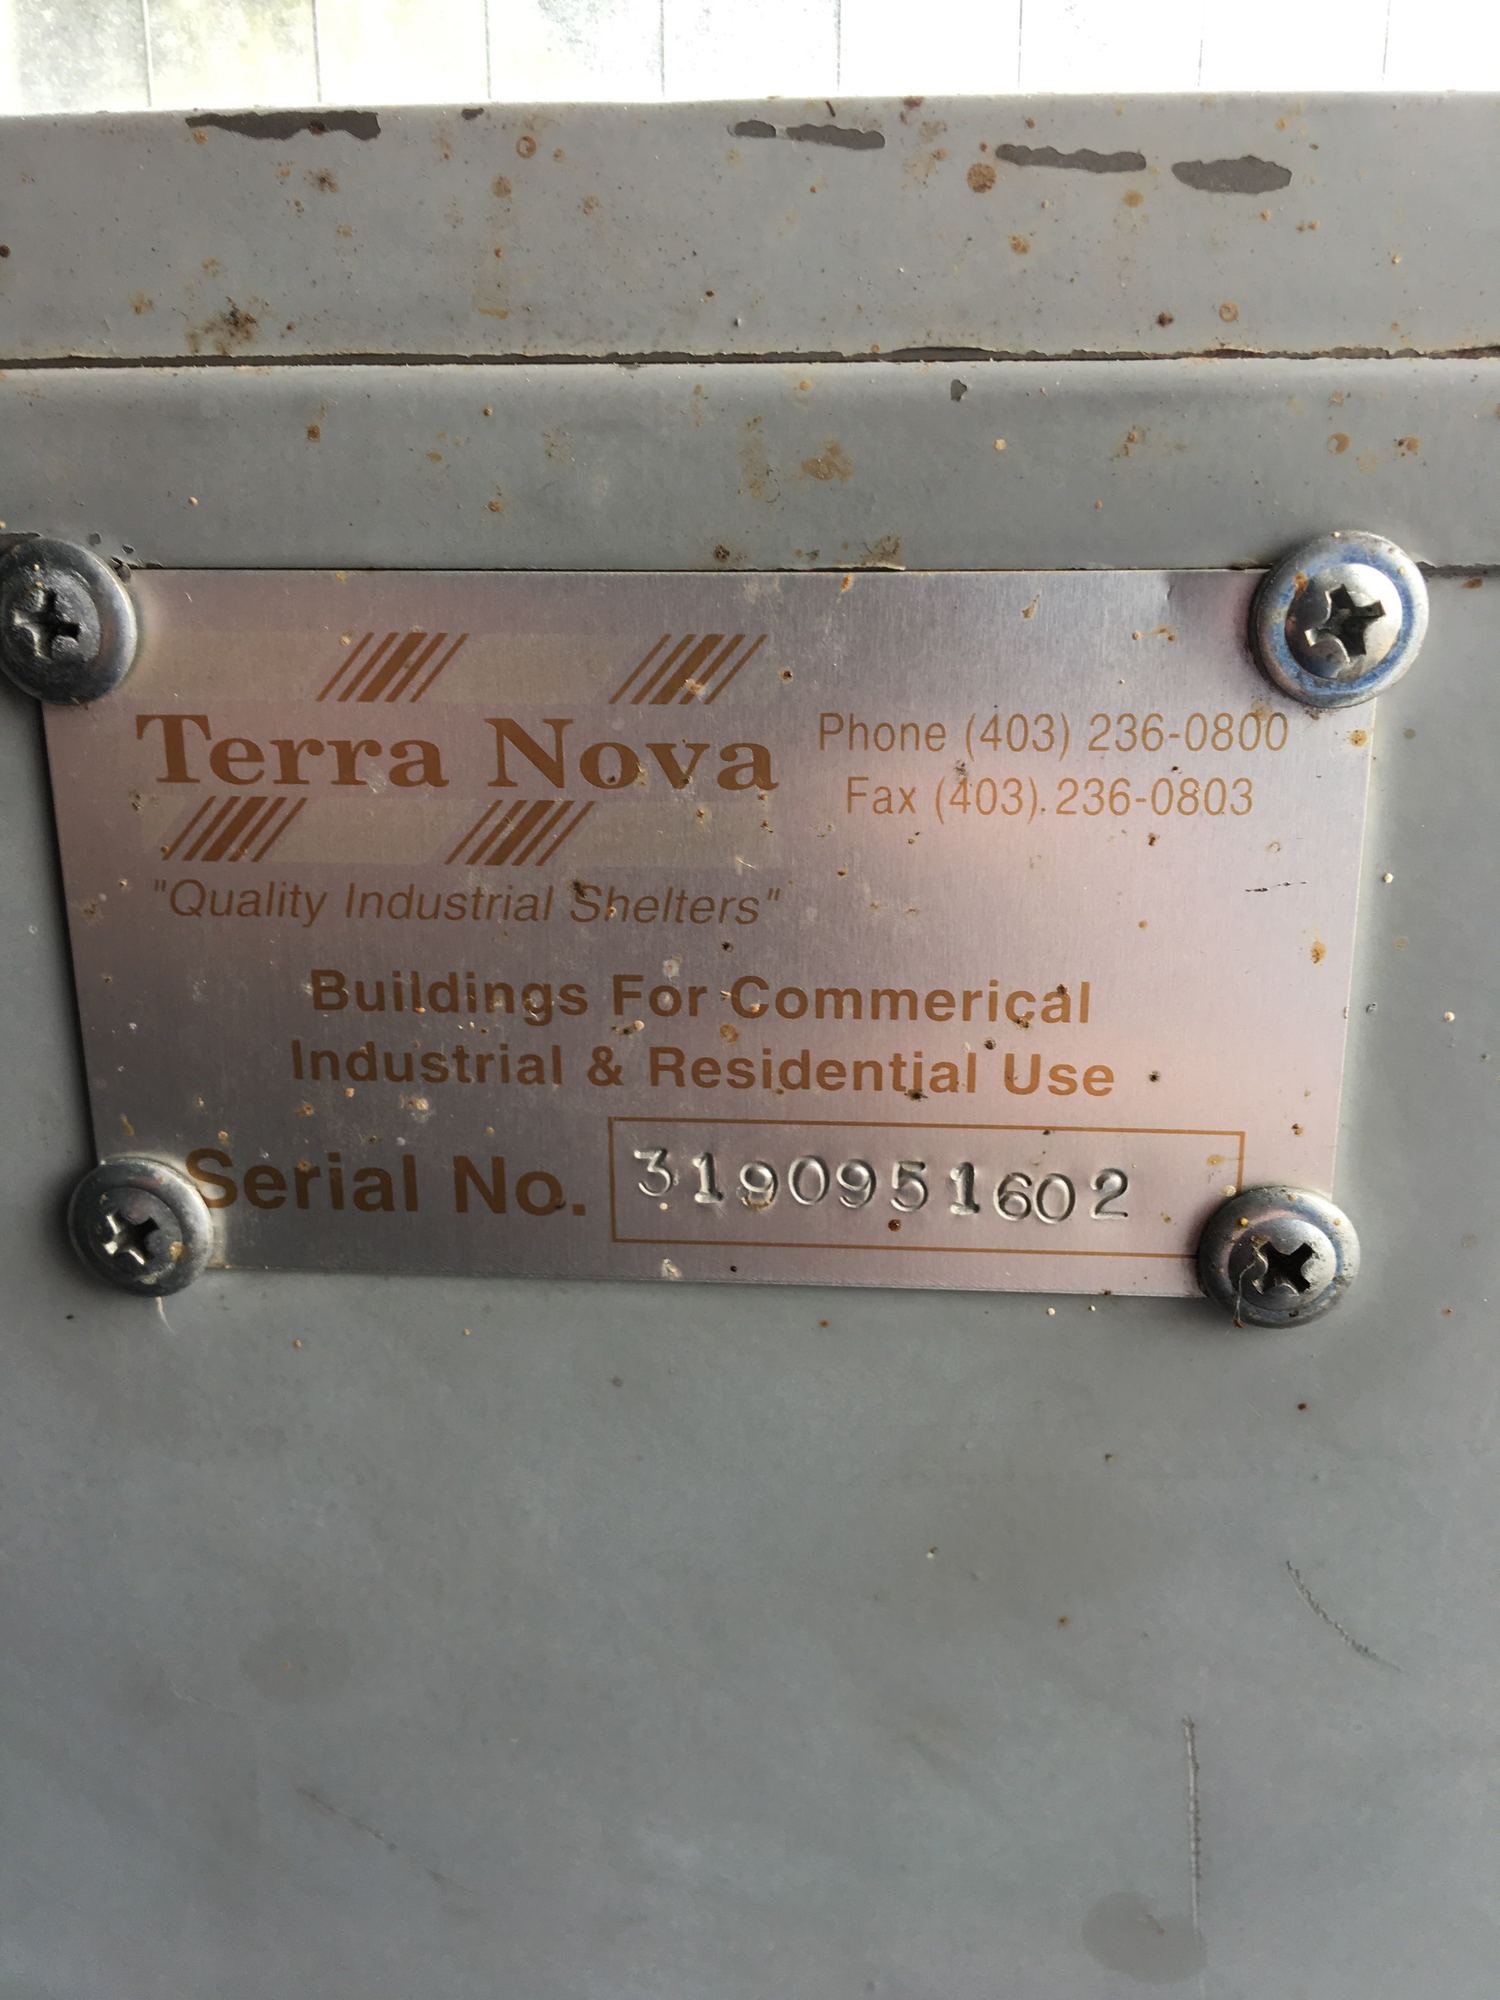 Terra Nova
Phone (403) 236-0800
Fax (403) 236-0803
"Quality Industrial Shelters"
Buildings For Commerical
Industrial & Residential Use
Serial No. 3190951602